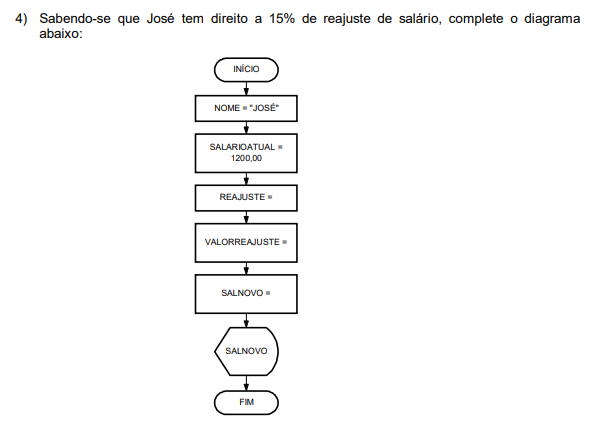 4) Sabendo-se que José tem direito a 15% de reajuste de salário, complete o diagrama
abaixo:
INÍCIO
NOME = "JOSÉ"
SALARIOATUAL =
1200,00
REAJUSTE =
VALORREAJUSTE =
SALNOVO =
SALNOVO
FIM